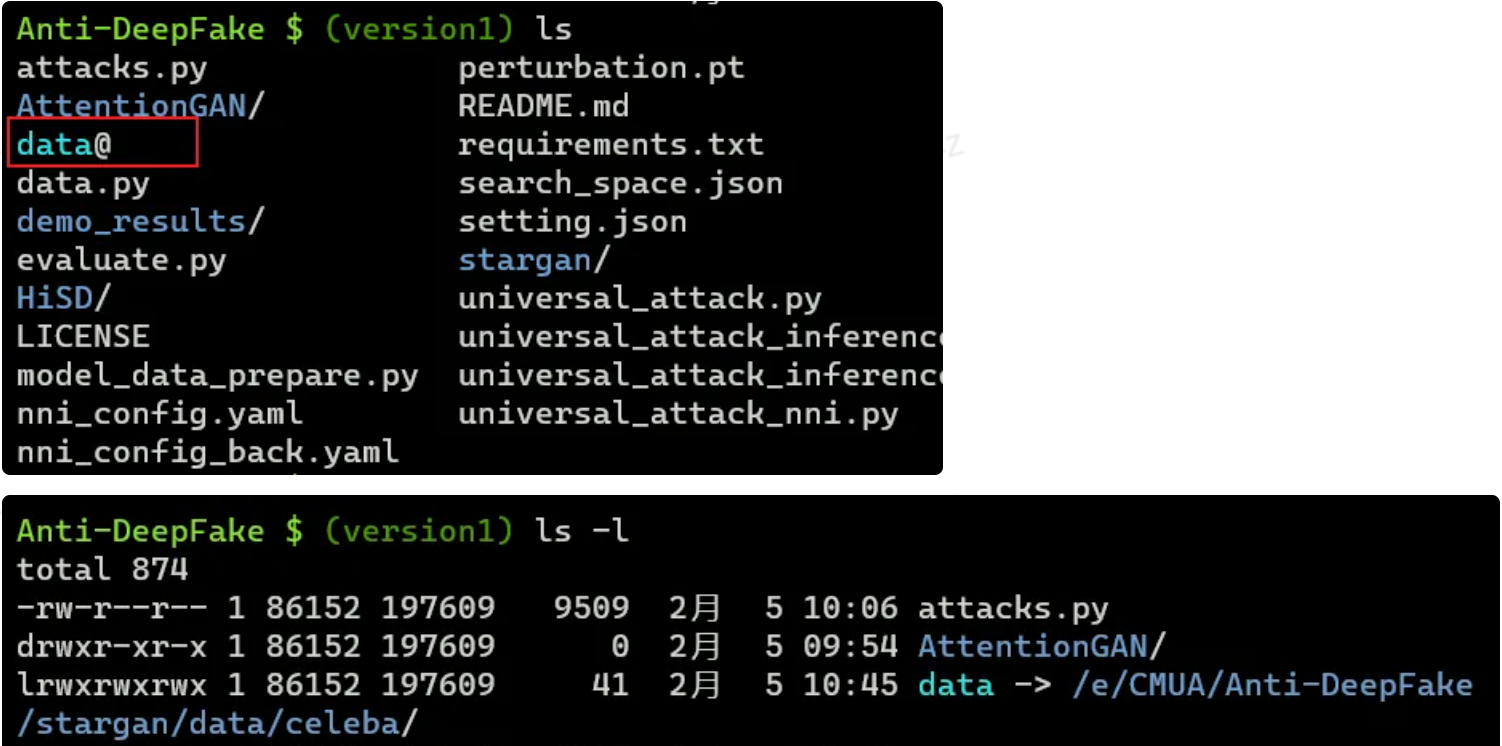 Anti-DeepFake $ (version1) ls
attacks.py perturbation.pt
AttentionGAN/ README.md
data@ requirements.txt
data.py search_space.json
demo_results/ setting.json
evaluate.py stargan/
HiSD/ universal_attack.py
LICENSE universal_attack_inference
model_data_prepare.py universal_attack_inference
nni_config.yaml universal_attack_nni.py
nni_config_back.yaml
Anti-DeepFake $ (version1) ls -l
total 874
-rw-r--r-- 1 86152 197609 9509 2月 5 10:06 attacks.py
drwxr-xr-x 1 86152 197609 0 2月 5 09:54 AttentionGAN/
lrwxrwxrwx 1 86152 197609 41 2月 5 10:45 data -> /e/CMUA/Anti-DeepFake
/stargan/data/celeba/